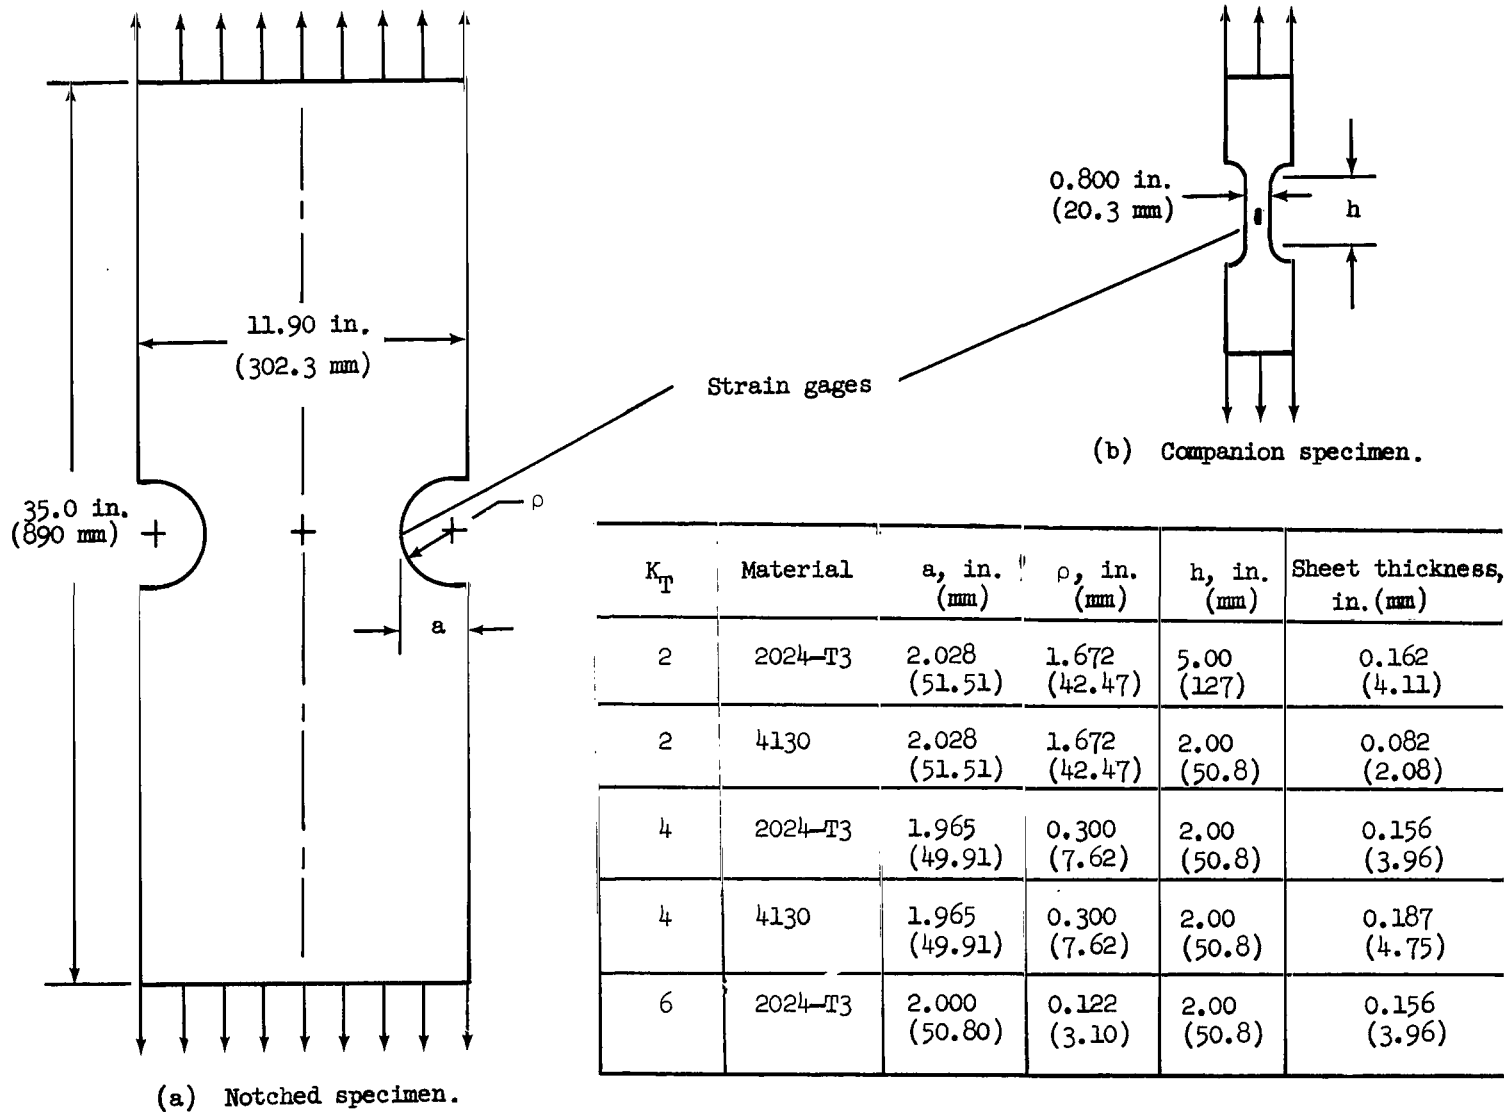 11.90 in.
(302.3 mm)
35.0 in.
(890 mm)
Strain gages
ρ
a
(a) Notched specimen.
0.800 in.
(20.3 mm)
h
(b) Companion specimen.
K_T Material a, in. ρ, in. h, in. Sheet thickness,
(mm) (mm) (mm) in.(mm)
2 2024-T3 2.028 1.672 5.00 0.162
(51.51) (42.47) (127) (4.11)
2 4130 2.028 1.672 2.00 0.082
(51.51) (42.47) (50.8) (2.08)
4 2024-T3 1.965 0.300 2.00 0.156
(49.91) (7.62) (50.8) (3.96)
4 4130 1.965 0.300 2.00 0.187
(49.91) (7.62) (50.8) (4.75)
6 2024-T3 2.000 0.122 2.00 0.156
(50.80) (3.10) (50.8) (3.96)